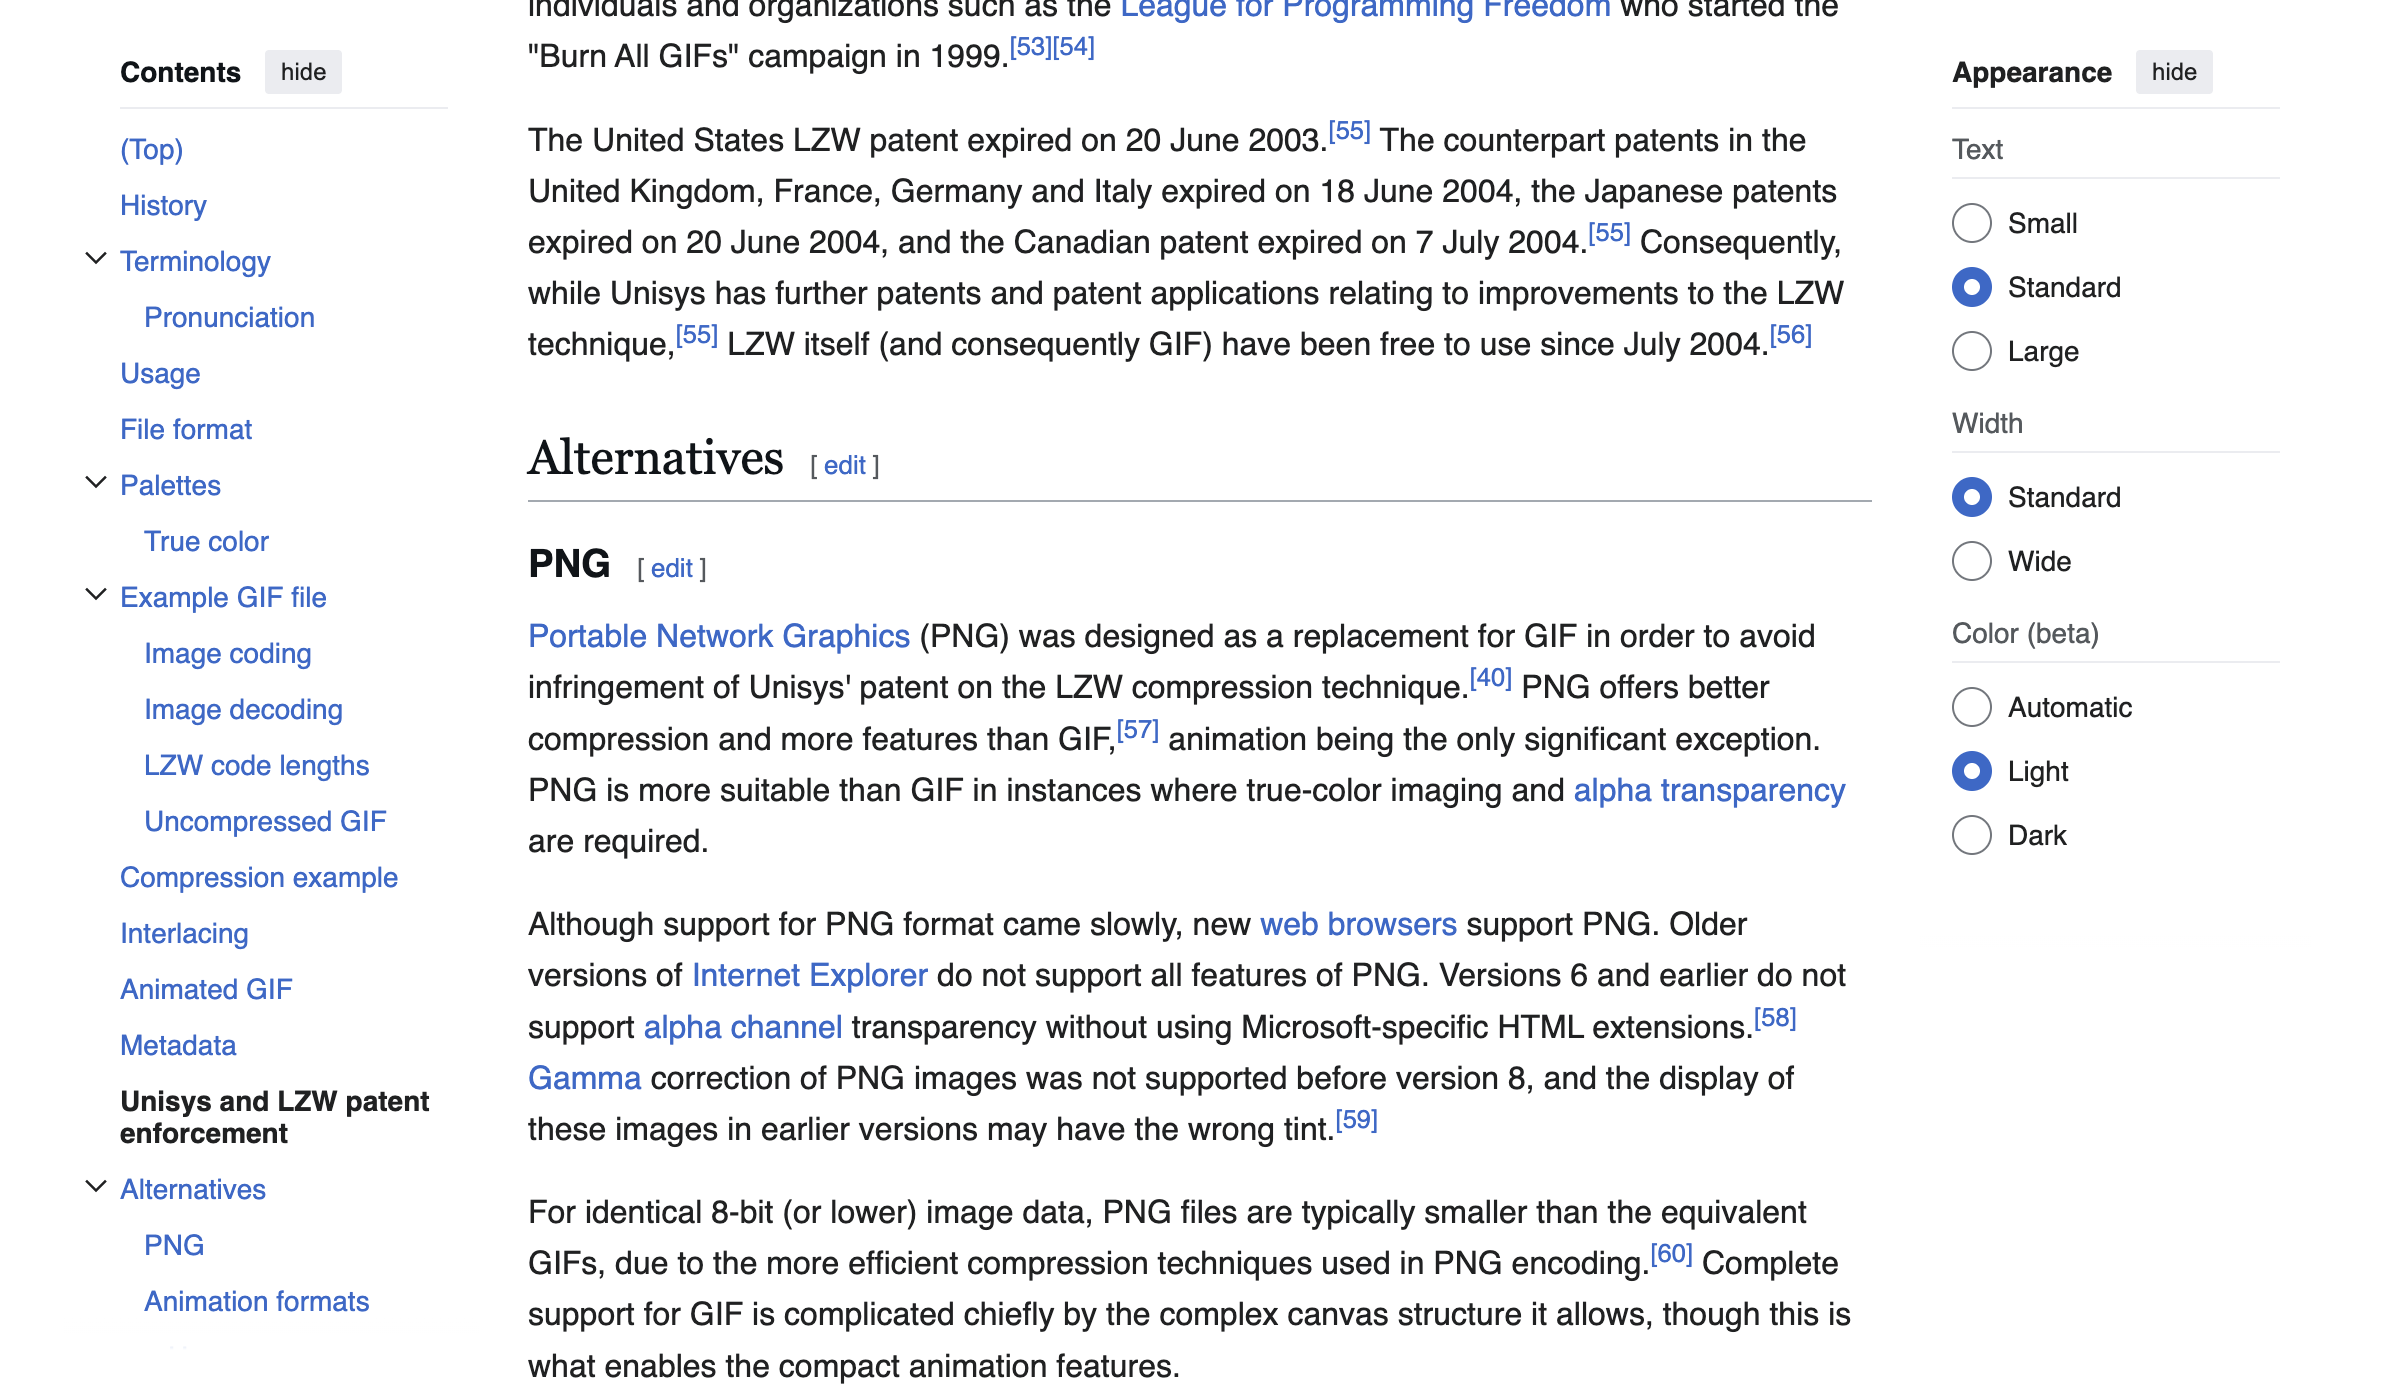 Contents hide
(Top)
History
Terminology
Pronunciation
Usage
File format
Palettes
True color
Example GIF file
Image coding
Image decoding
LZW code lengths
Uncompressed GIF
Compression example
Interlacing
Animated GIF
Metadata
Unisys and LZW patent
enforcement
Alternatives
PNG
Animation formats
individuals and organizations such as the League for Programming Freedom who started the
"Burn All GIFs" campaign in 1999.[53][54]
The United States LZW patent expired on 20 June 2003.[55] The counterpart patents in the
United Kingdom, France, Germany and Italy expired on 18 June 2004, the Japanese patents
expired on 20 June 2004, and the Canadian patent expired on 7 July 2004.[55] Consequently,
while Unisys has further patents and patent applications relating to improvements to the LZW
technique,[55] LZW itself (and consequently GIF) have been free to use since July 2004.[56]
Alternatives [ edit ]
PNG [ edit ]
Portable Network Graphics (PNG) was designed as a replacement for GIF in order to avoid
infringement of Unisys' patent on the LZW compression technique.[40] PNG offers better
compression and more features than GIF,[57] animation being the only significant exception.
PNG is more suitable than GIF in instances where true-color imaging and alpha transparency
are required.
Although support for PNG format came slowly, new web browsers support PNG. Older
versions of Internet Explorer do not support all features of PNG. Versions 6 and earlier do not
support alpha channel transparency without using Microsoft-specific HTML extensions.[58]
Gamma correction of PNG images was not supported before version 8, and the display of
these images in earlier versions may have the wrong tint.[59]
For identical 8-bit (or lower) image data, PNG files are typically smaller than the equivalent
GIFs, due to the more efficient compression techniques used in PNG encoding.[60] Complete
support for GIF is complicated chiefly by the complex canvas structure it allows, though this is
what enables the compact animation features.
Appearance hide
Text
Small
Standard
Large
Width
Standard
Wide
Color (beta)
Automatic
Light
Dark